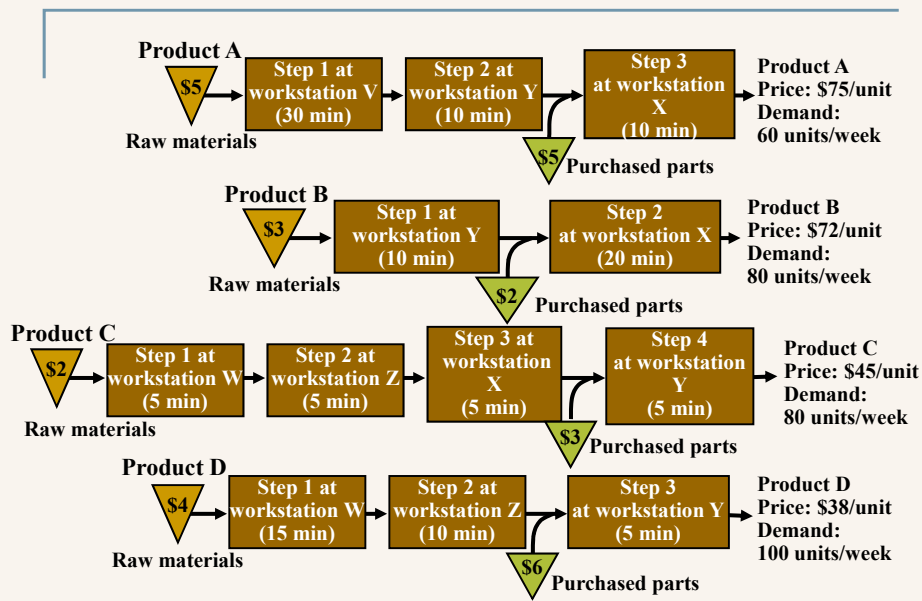 Product A
$5
Raw materials
Step 1 at
workstation V
(30 min)
Step 2 at
workstation Y
(10 min)
$5
Purchased parts
Step 3
at workstation
X
(10 min)
Product A
Price: $75/unit
Demand:
60 units/week
Product B
$3
Raw materials
Step 1 at
workstation Y
(10 min)
$2
Purchased parts
Step 2
at workstation X
(20 min)
Product B
Price: $72/unit
Demand:
80 units/week
Product C
$2
Raw materials
Step 1 at
workstation W
(5 min)
Step 2 at
workstation Z
(5 min)
Step 3 at
workstation
X
(5 min)
$3
Purchased parts
Step 4
at workstation
Y
(5 min)
Product C
Price: $45/unit
Demand:
80 units/week
Product D
$4
Raw materials
Step 1 at
workstation W
(15 min)
Step 2 at
workstation Z
(10 min)
$6
Purchased parts
Step 3
at workstation Y
(5 min)
Product D
Price: $38/unit
Demand:
100 units/week